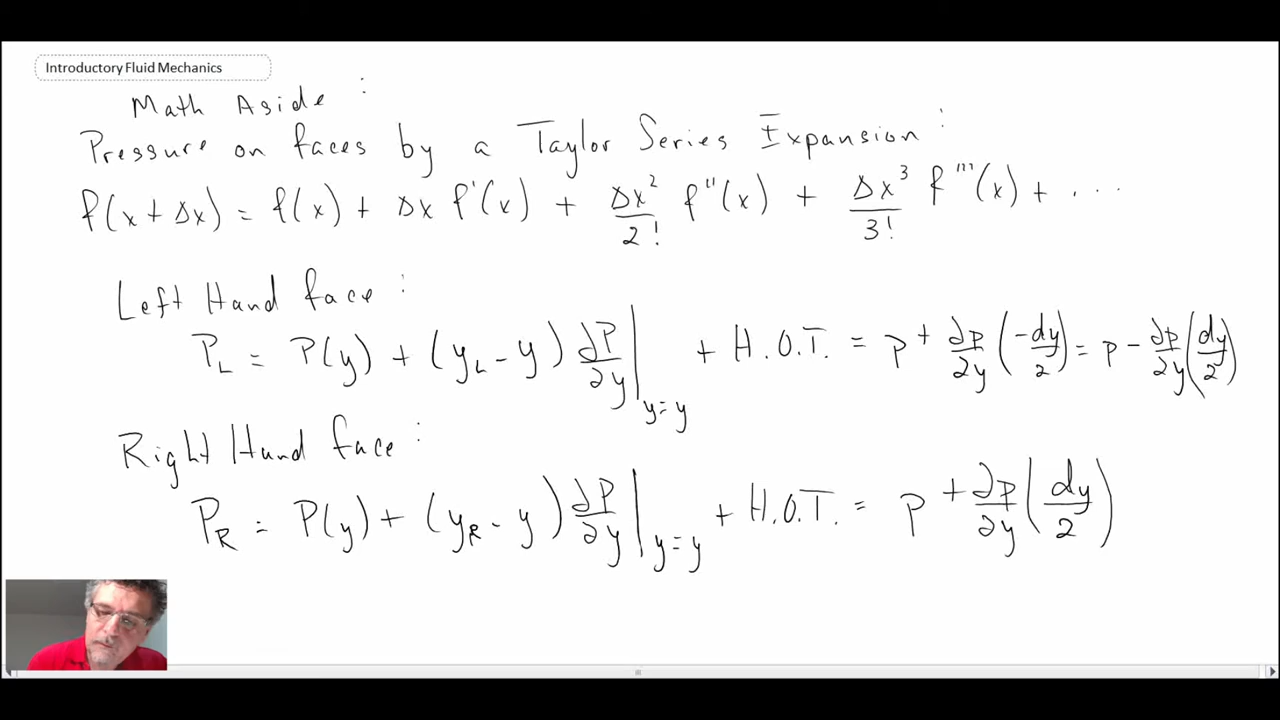 Introductory Fluid Mechanics
Math Aside :
Pressure on faces by a Taylor Series Expansion :
f(x+Δx) = f(x) + Δx f'(x) + Δx²/2! f''(x) + Δx³/3! f'''(x) + ...
Left Hand face :
P_L = P(y) + (y_L - y) ∂P/∂y |_{y=y} + H.O.T. = p + ∂p/∂y (-dy/2) = p - ∂p/∂y (dy/2)
Right Hand face :
P_R = P(y) + (y_R - y) ∂P/∂y |_{y=y} + H.O.T. = p + ∂p/∂y (dy/2)